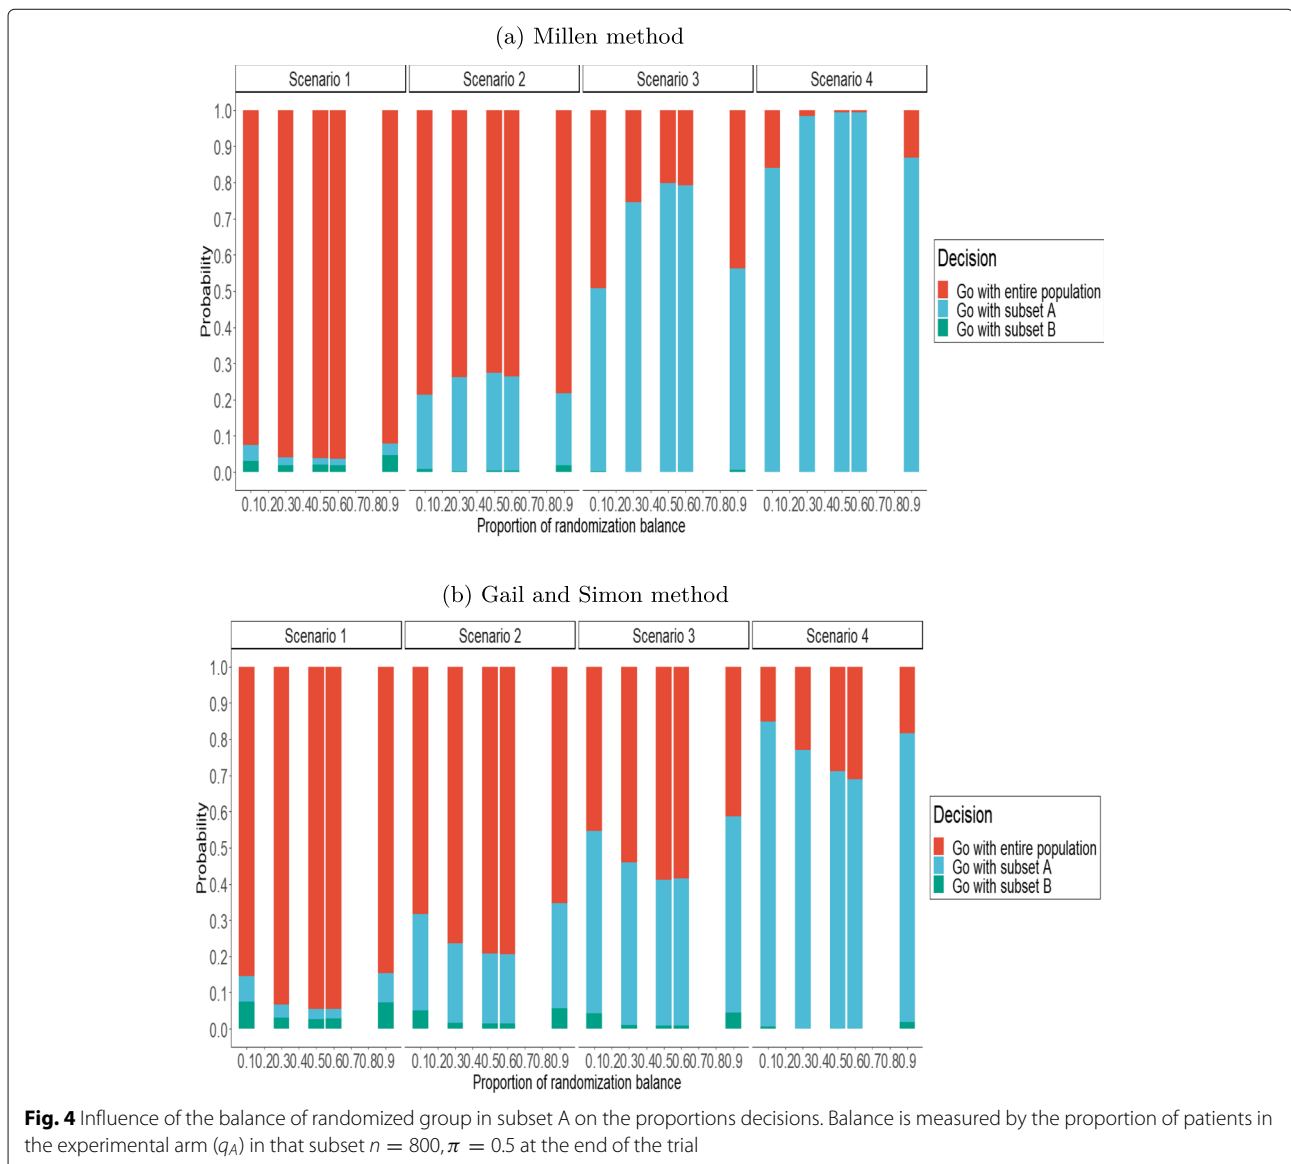 (a) Millen method
Scenario 1 Scenario 2 Scenario 3 Scenario 4
1.0
0.9
0.8
0.7
0.6
0.5
0.4
0.3
0.2
0.1
0.0
Probability
0.10.20.30.40.50.60.70.80.9 0.10.20.30.40.50.60.70.80.9 0.10.20.30.40.50.60.70.80.9 0.10.20.30.40.50.60.70.80.9
Proportion of randomization balance
Decision
Go with entire population
Go with subset A
Go with subset B
(b) Gail and Simon method
Scenario 1 Scenario 2 Scenario 3 Scenario 4
1.0
0.9
0.8
0.7
0.6
0.5
0.4
0.3
0.2
0.1
0.0
Probability
0.10.20.30.40.50.60.70.80.9 0.10.20.30.40.50.60.70.80.9 0.10.20.30.40.50.60.70.80.9 0.10.20.30.40.50.60.70.80.9
Proportion of randomization balance
Decision
Go with entire population
Go with subset A
Go with subset B
Fig. 4 Influence of the balance of randomized group in subset A on the proportions decisions. Balance is measured by the proportion of patients in
the experimental arm (qA) in that subset n = 800, π = 0.5 at the end of the trial